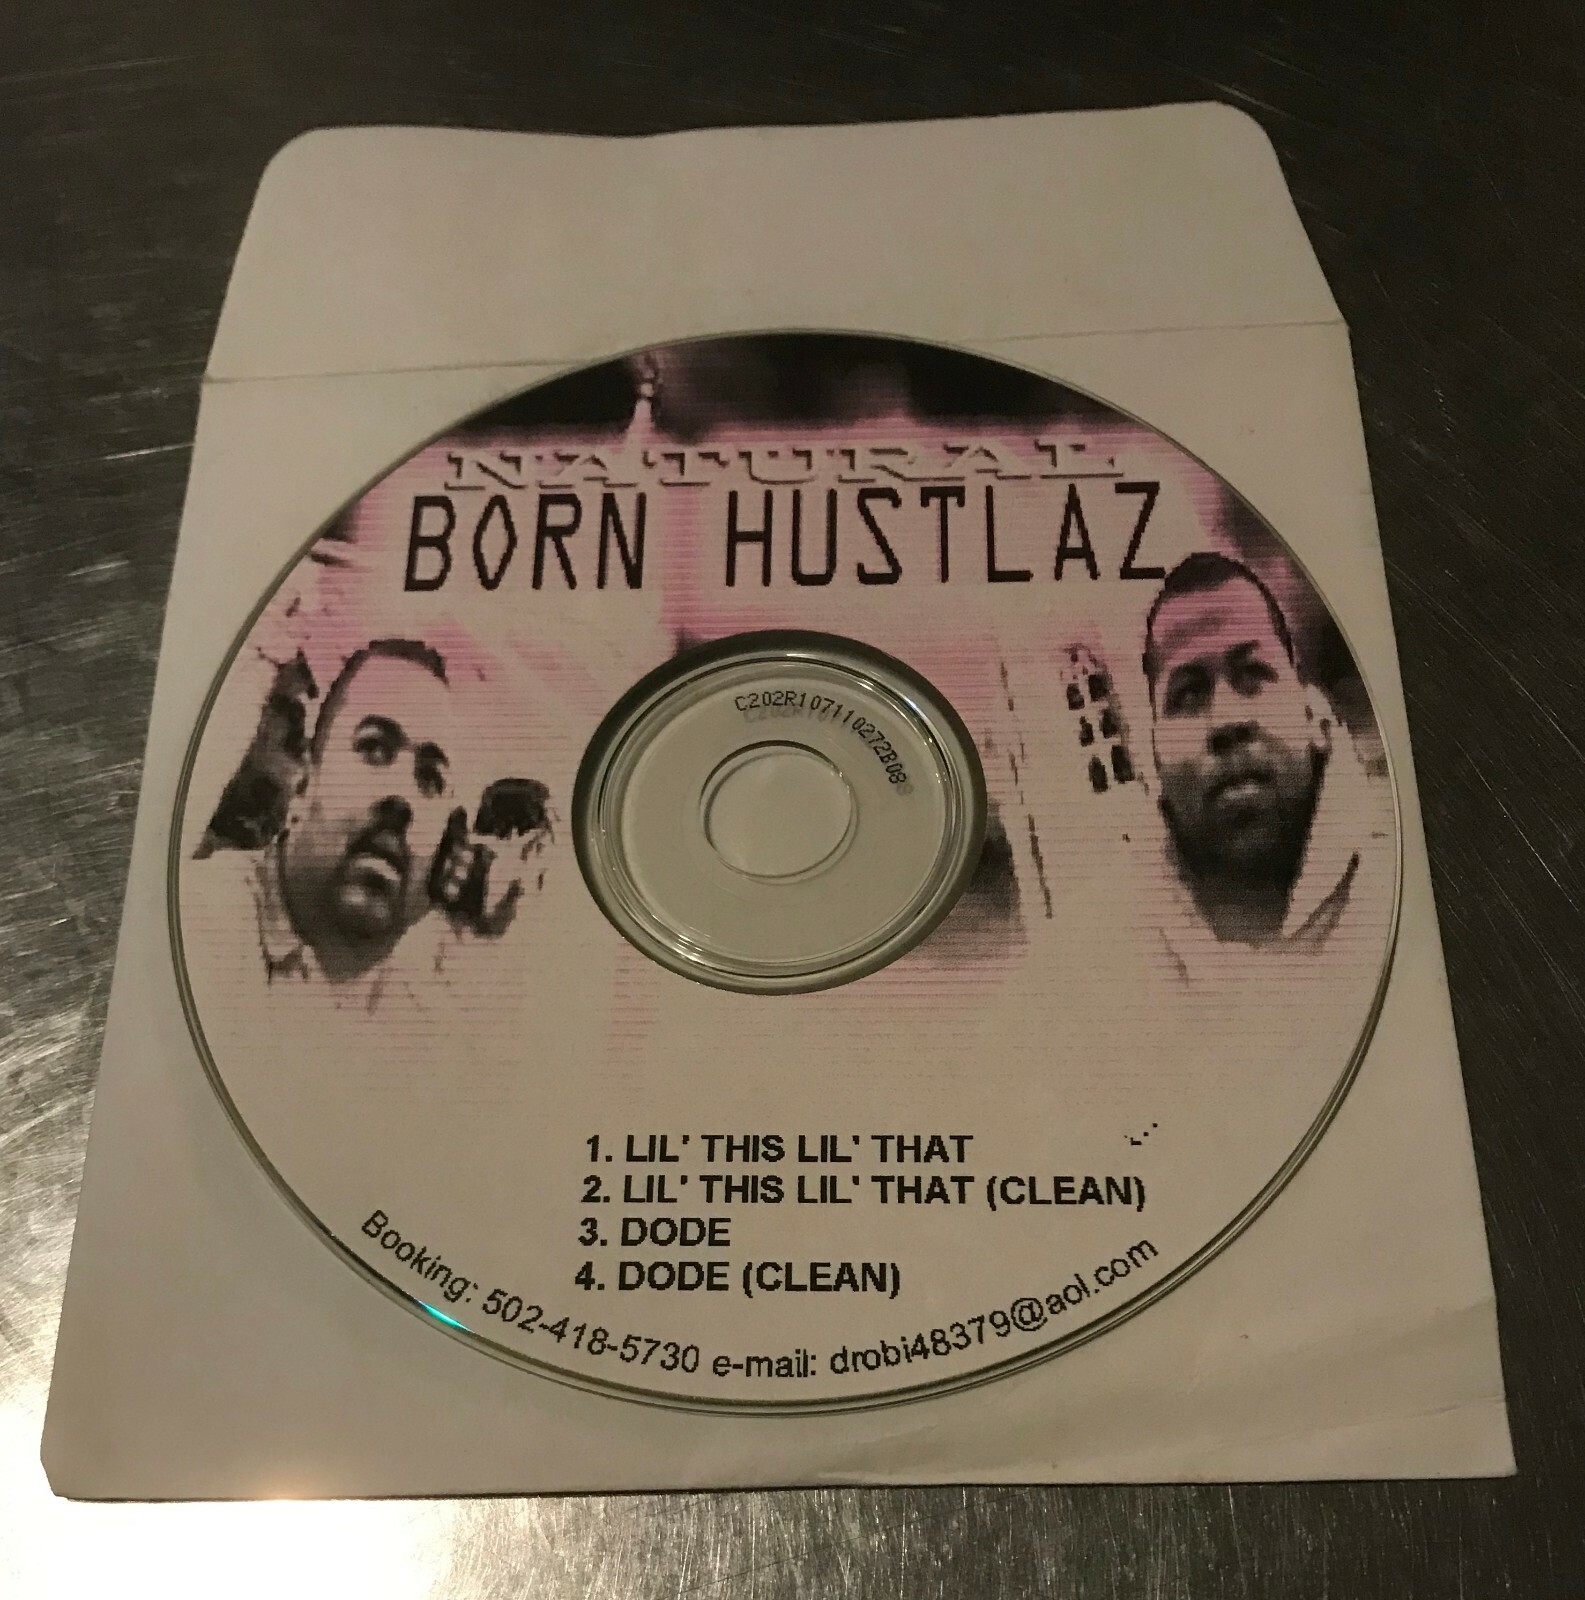 NATURAL
BORN HUSTLAZ
C202R107110272B08
1. LIL' THIS LIL' THAT
2. LIL' THIS LIL' THAT (CLEAN)
3. DODE
4. DODE (CLEAN)
Booking: 502-418-5730 e-mail: drobi48379@aol.com